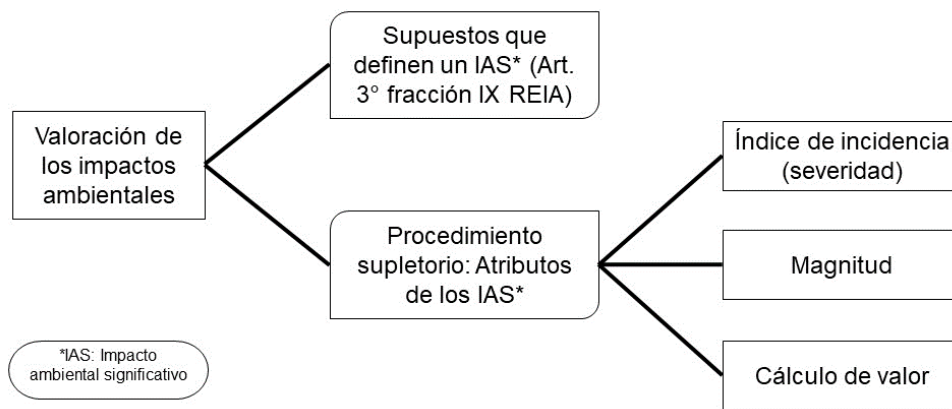 Valoración de
los impactos
ambientales
Supuestos que
definen un IAS* (Art.
3° fracción IX REIA)
Procedimiento
supletorio: Atributos
de los IAS*
Índice de incidencia
(severidad)
Magnitud
Cálculo de valor
*IAS: Impacto
ambiental significativo